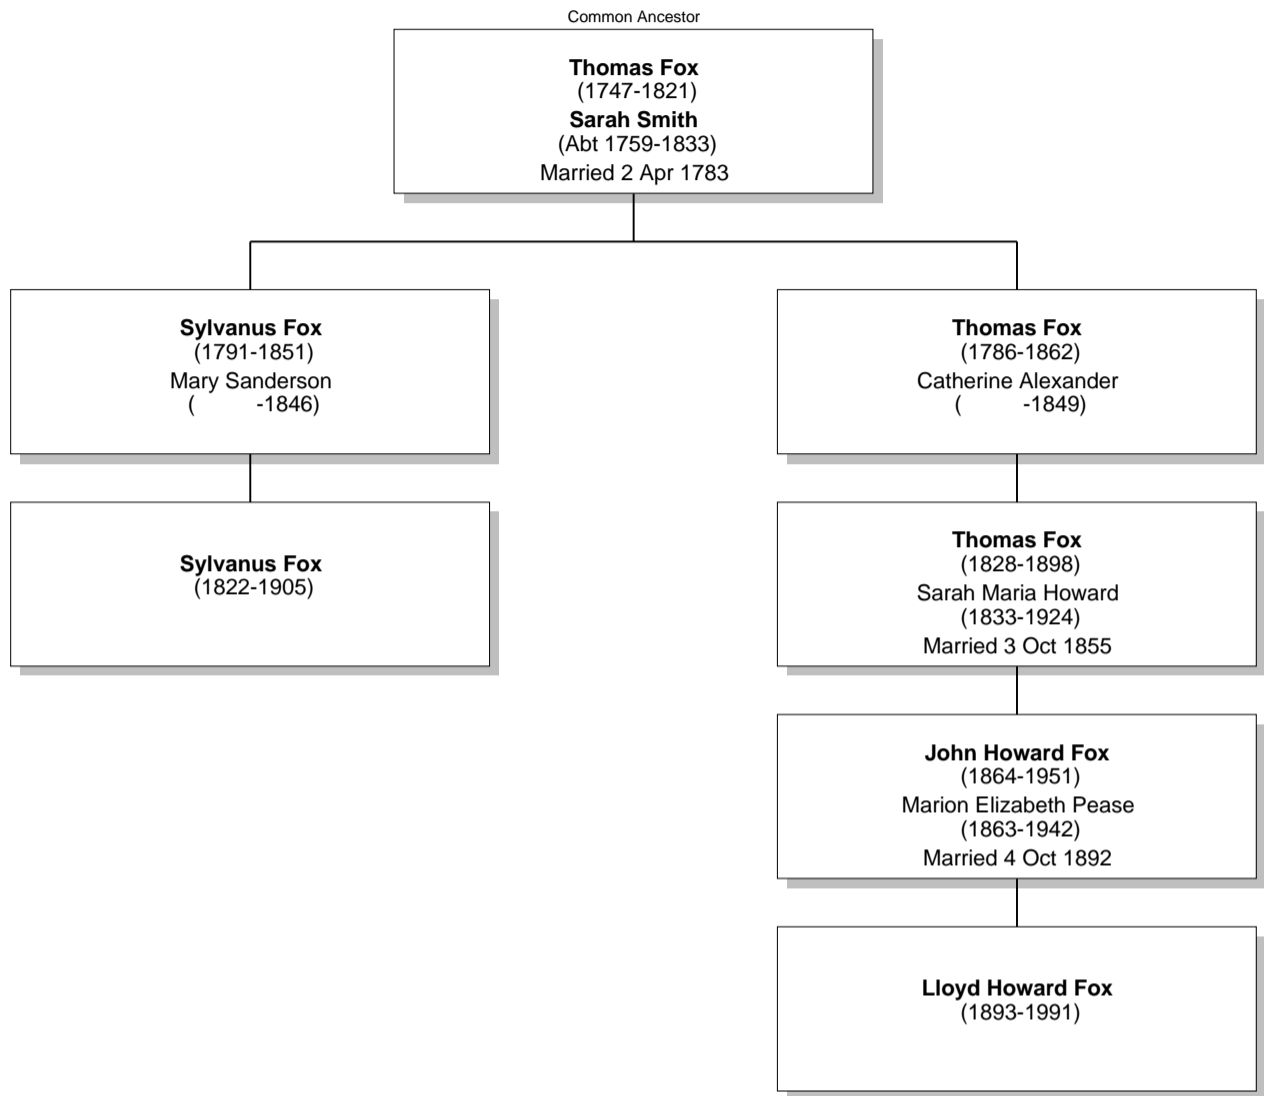 Common Ancestor
Thomas Fox
(1747-1821)
Sarah Smith
(Abt 1759-1833)
Married 2 Apr 1783
Sylvanus Fox
(1791-1851)
Mary Sanderson
( -1846)
Thomas Fox
(1786-1862)
Catherine Alexander
( -1849)
Sylvanus Fox
(1822-1905)
Thomas Fox
(1828-1898)
Sarah Maria Howard
(1833-1924)
Married 3 Oct 1855
John Howard Fox
(1864-1951)
Marion Elizabeth Pease
(1863-1942)
Married 4 Oct 1892
Lloyd Howard Fox
(1893-1991)